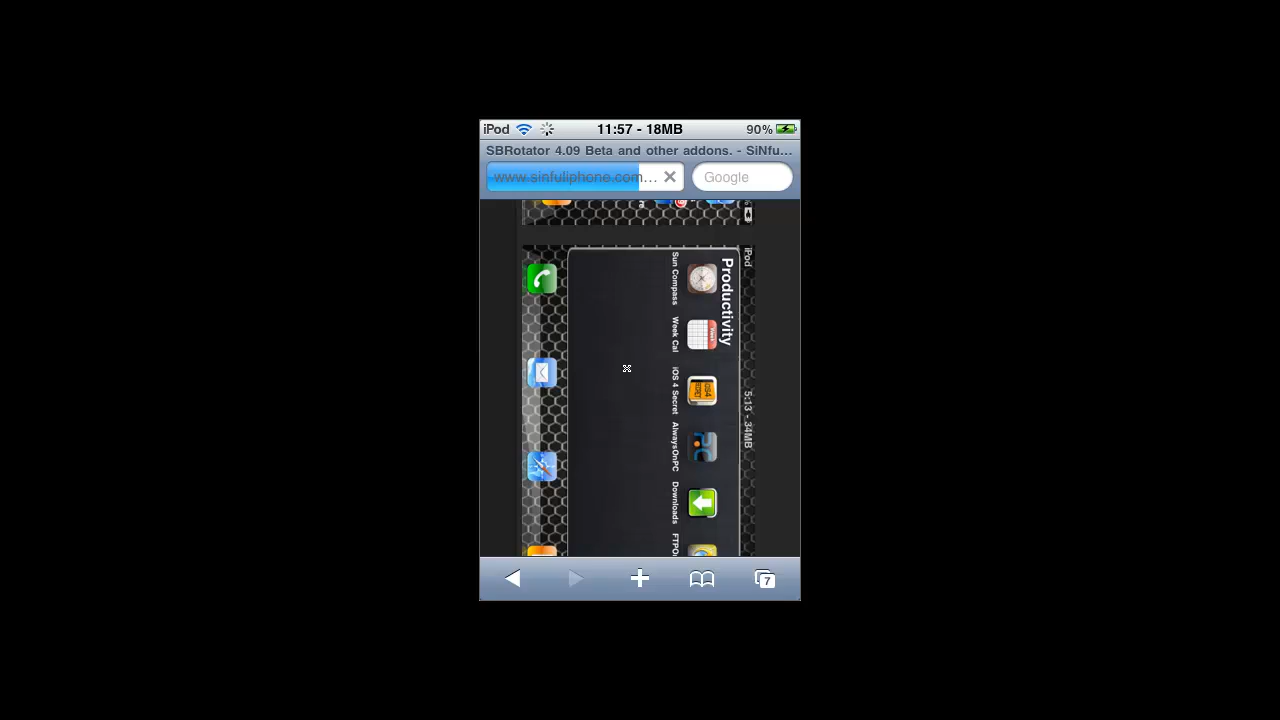 iPod 11:57 - 18MB 90%
SBRotator 4.09 Beta and other addons. - SiNfu...
www.sinfuliphone.com... Google
iPod 5:13 - 34MB
Productivity
Sun Compass Week Cal iOS 4 Secret AlwaysOnPC Downloads
7